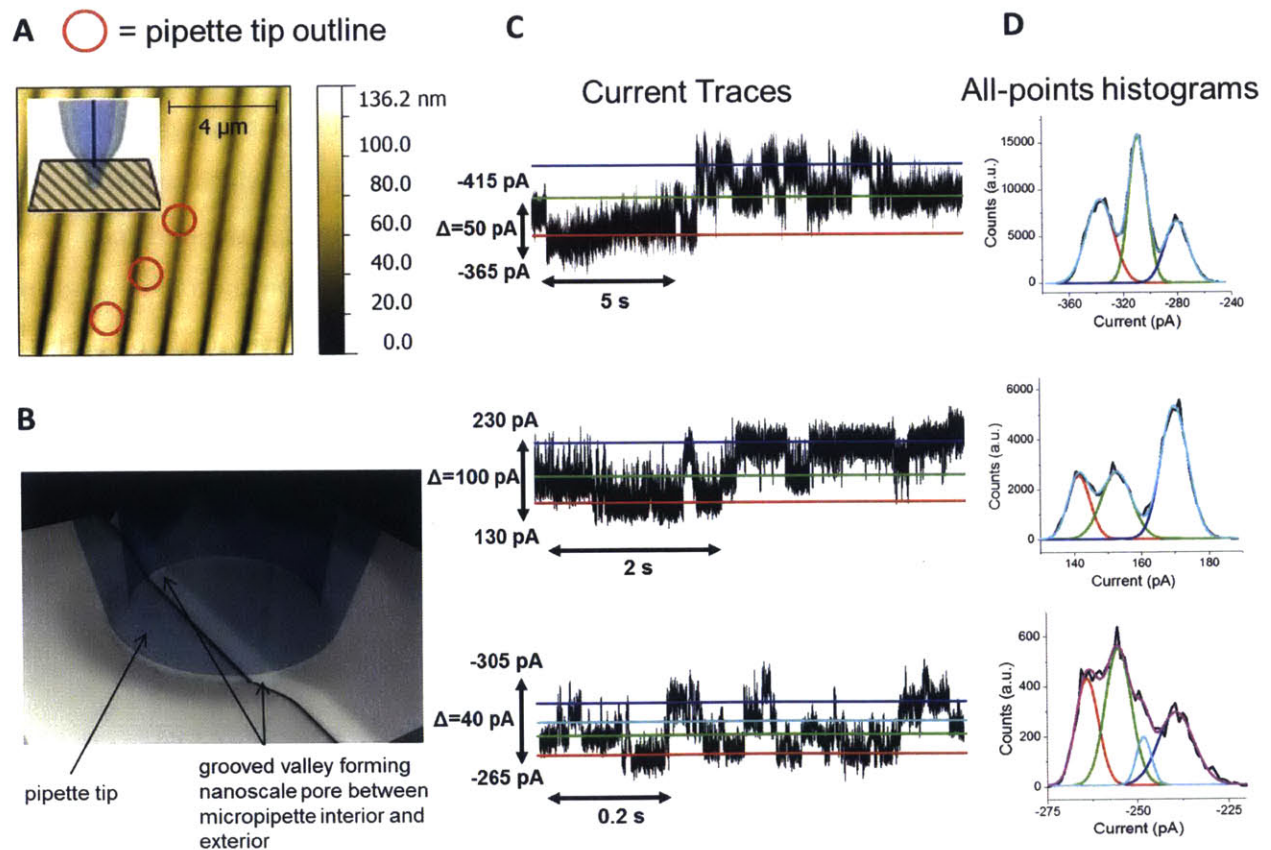 A
= pipette tip outline
4 µm
136.2 nm
100.0
80.0
60.0
40.0
20.0
0.0
B
pipette tip
grooved valley forming
nanoscale pore between
micropipette interior and
exterior
C
Current Traces
-415 pA
Δ=50 pA
-365 pA
5 s
230 pA
Δ=100 pA
130 pA
2 s
-305 pA
Δ=40 pA
-265 pA
0.2 s
D
All-points histograms
Counts (a.u.)
15000
10000
5000
0
-360 -320 -280 -240
Current (pA)
Counts (a.u.)
6000
4000
2000
0
140 160 180
Current (pA)
Counts (a.u.)
600
400
200
0
-275 -250 -225
Current (pA)